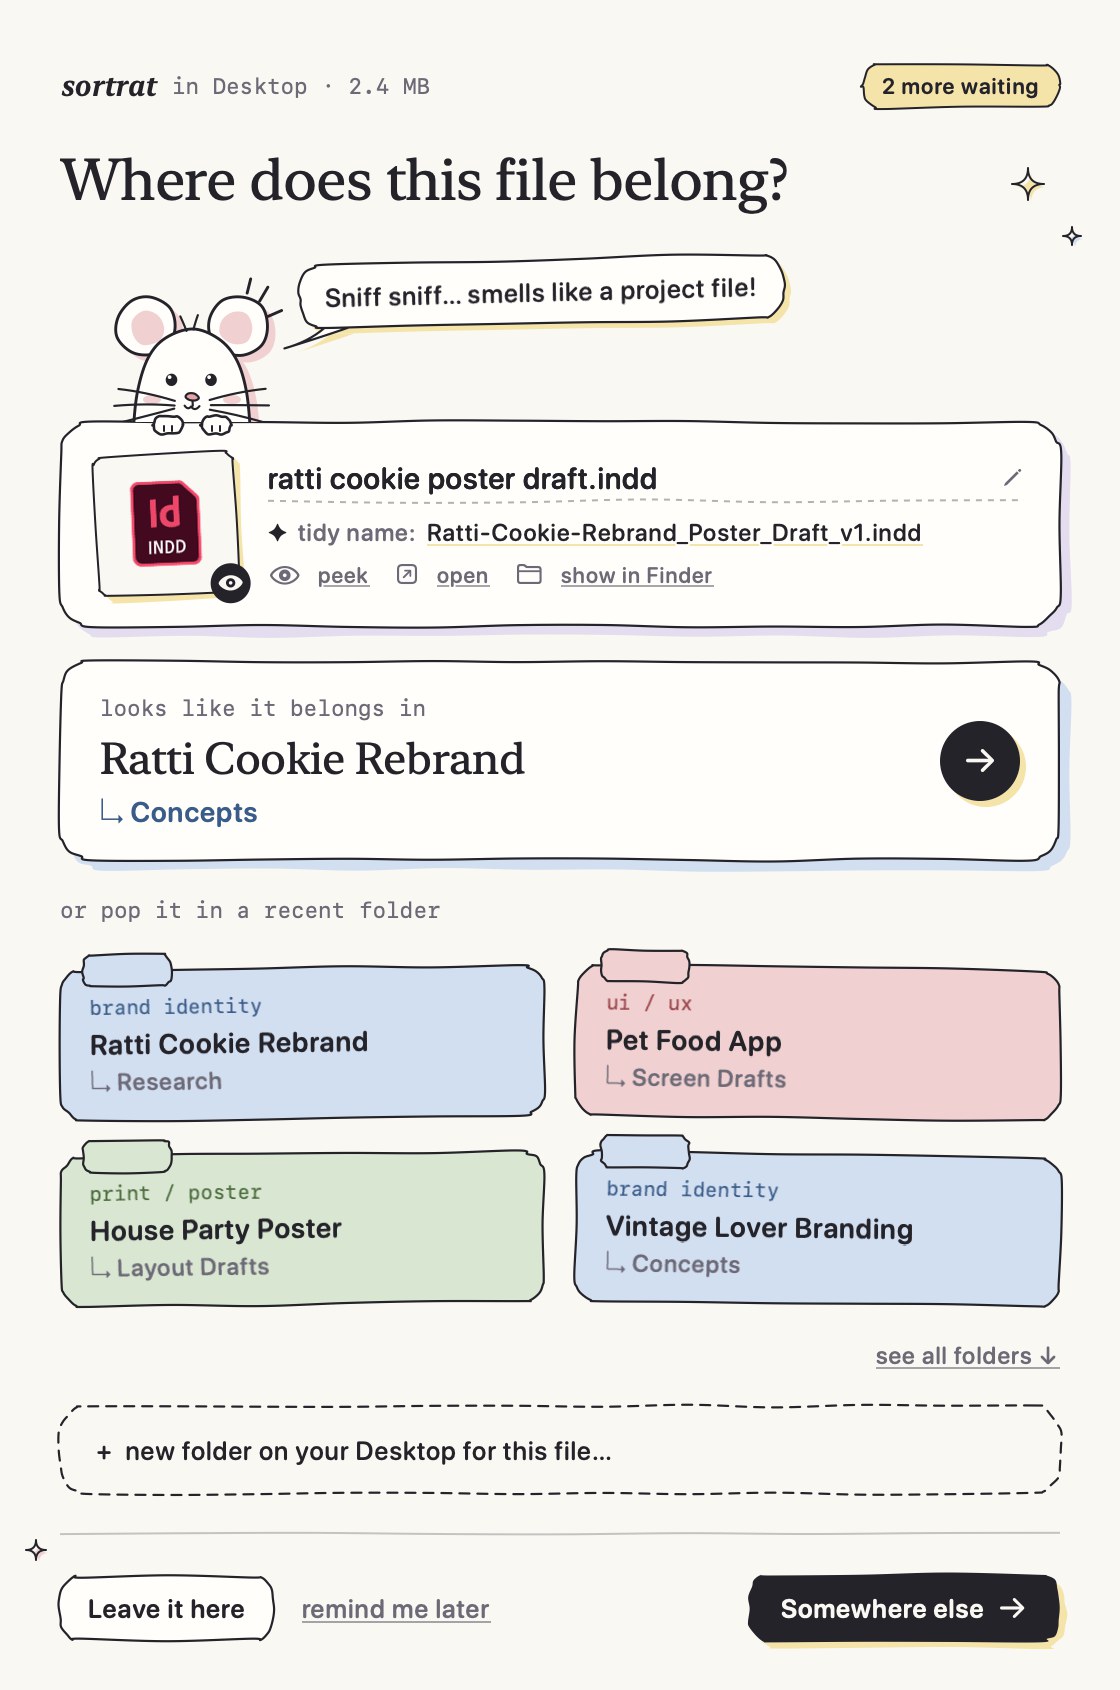 sortrat in Desktop · 2.4 MB
2 more waiting
Where does this file belong?
Sniff sniff... smells like a project file!
Id
INDD
ratti cookie poster draft.indd
tidy name: Ratti-Cookie-Rebrand_Poster_Draft_v1.indd
peek open show in Finder
looks like it belongs in
Ratti Cookie Rebrand
Concepts
or pop it in a recent folder
brand identity
Ratti Cookie Rebrand
Research
ui / ux
Pet Food App
Screen Drafts
print / poster
House Party Poster
Layout Drafts
brand identity
Vintage Lover Branding
Concepts
see all folders ↓
+ new folder on your Desktop for this file...
Leave it here
remind me later
Somewhere else →